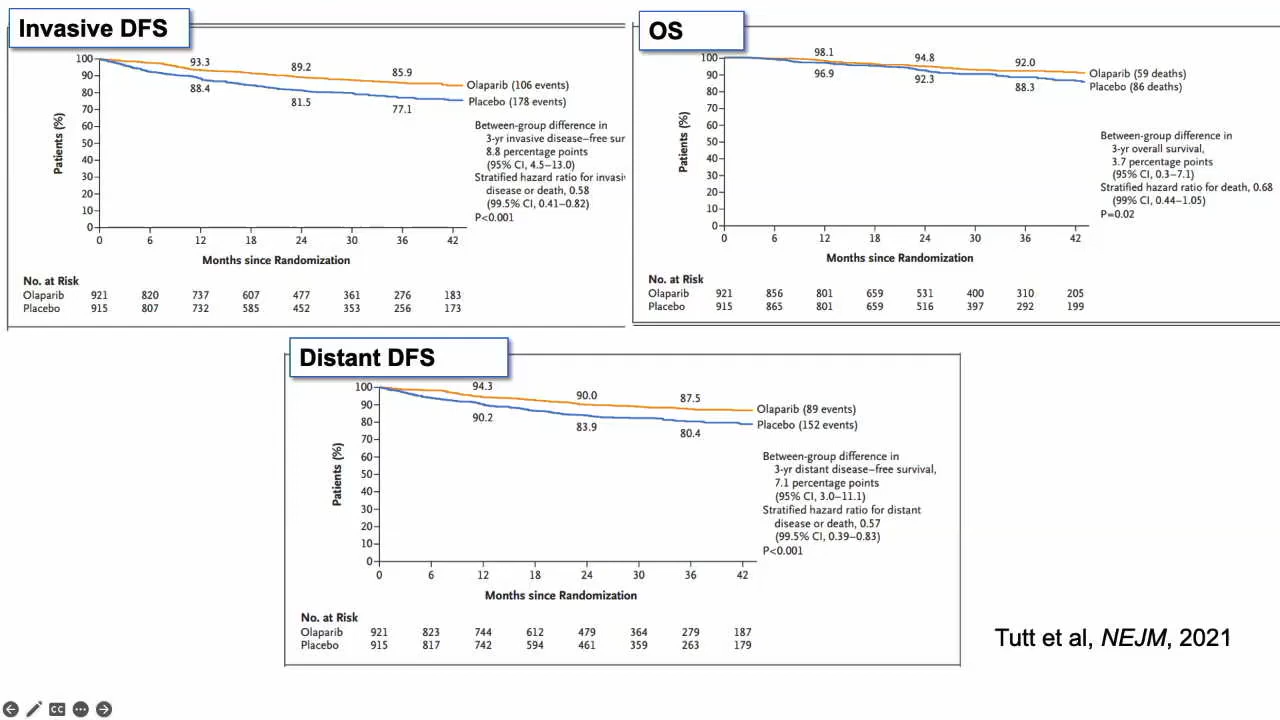 Invasive DFS
100
90
80
70
60
50
40
30
20
10
0
Patients (%)
93.3
89.2
85.9
88.4
81.5
77.1
Olaparib (106 events)
Placebo (178 events)
Between-group difference in
3-yr invasive disease–free sur
8.8 percentage points
(95% CI, 4.5–13.0)
Stratified hazard ratio for invasi
disease or death, 0.58
(99.5% CI, 0.41–0.82)
P<0.001
0 6 12 18 24 30 36 42
Months since Randomization
No. at Risk
Olaparib 921 820 737 607 477 361 276 183
Placebo 915 807 732 585 452 353 256 173
OS
100
90
80
70
60
50
40
30
20
10
0
Patients (%)
98.1
94.8
92.0
96.9
92.3
88.3
Olaparib (59 deaths)
Placebo (86 deaths)
Between-group difference in
3-yr overall survival,
3.7 percentage points
(95% CI, 0.3–7.1)
Stratified hazard ratio for death, 0.68
(99% CI, 0.44–1.05)
P=0.02
0 6 12 18 24 30 36 42
Months since Randomization
No. at Risk
Olaparib 921 856 801 659 531 400 310 205
Placebo 915 865 801 659 516 397 292 199
Distant DFS
100
90
80
70
60
50
40
30
20
10
0
Patients (%)
94.3
90.0
87.5
90.2
83.9
80.4
Olaparib (89 events)
Placebo (152 events)
Between-group difference in
3-yr distant disease–free survival,
7.1 percentage points
(95% CI, 3.0–11.1)
Stratified hazard ratio for distant
disease or death, 0.57
(99.5% CI, 0.39–0.83)
P<0.001
0 6 12 18 24 30 36 42
Months since Randomization
No. at Risk
Olaparib 921 823 744 612 479 364 279 187
Placebo 915 817 742 594 461 359 263 179
Tutt et al, NEJM, 2021
CC